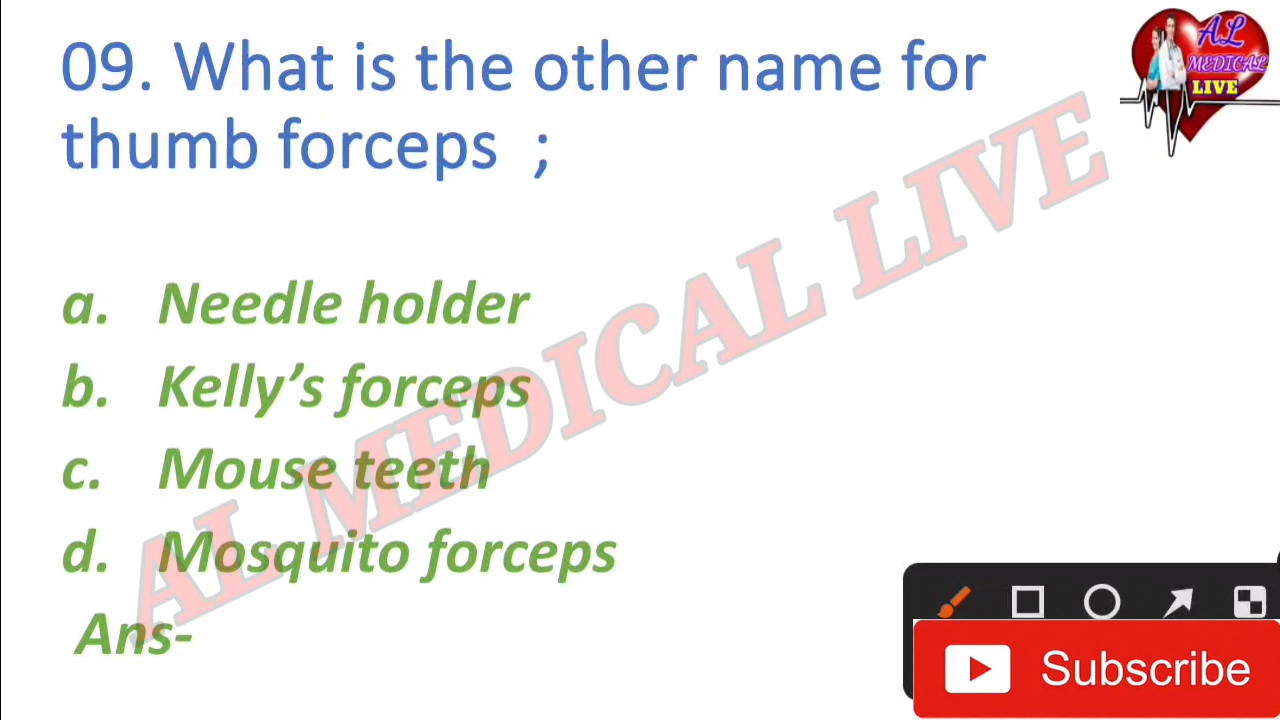 09. What is the other name for
thumb forceps ;
a. Needle holder
b. Kelly’s forceps
c. Mouse teeth
d. Mosquito forceps
Ans-
AL MEDICAL LIVE
AL
MEDICAL
LIVE
Subscribe